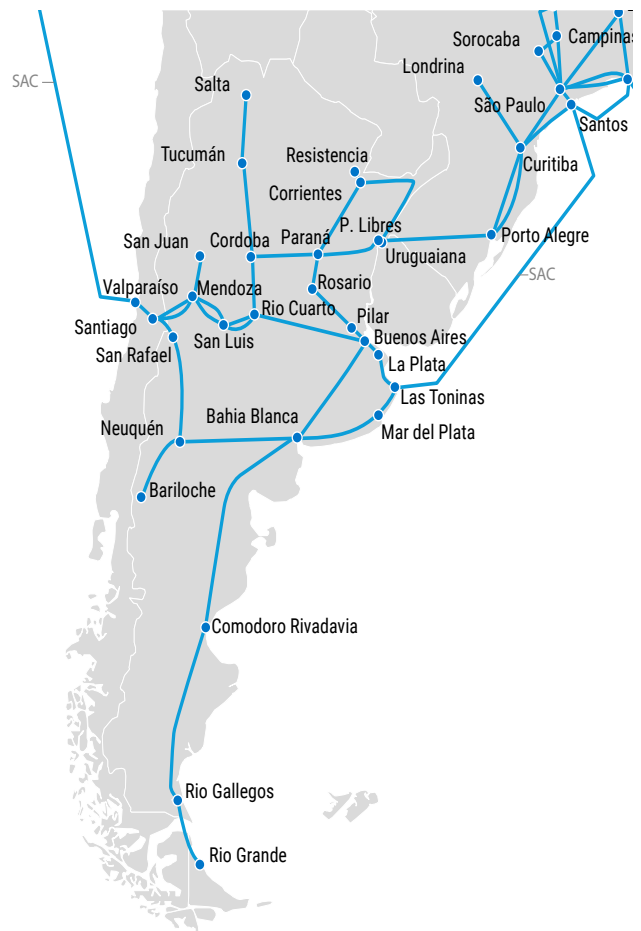 Campinas
Sorocaba
Londrina
SAC
Salta
São Paulo
Santos
Tucumán
Resistencia
Curitiba
Corrientes
P. Libres
San Juan
Cordoba
Paraná
Porto Alegre
Uruguaiana
SAC
Valparaíso
Mendoza
Rosario
Rio Cuarto
Pilar
Santiago
San Luis
Buenos Aires
San Rafael
La Plata
Las Toninas
Bahia Blanca
Neuquén
Mar del Plata
Bariloche
Comodoro Rivadavia
Rio Gallegos
Rio Grande